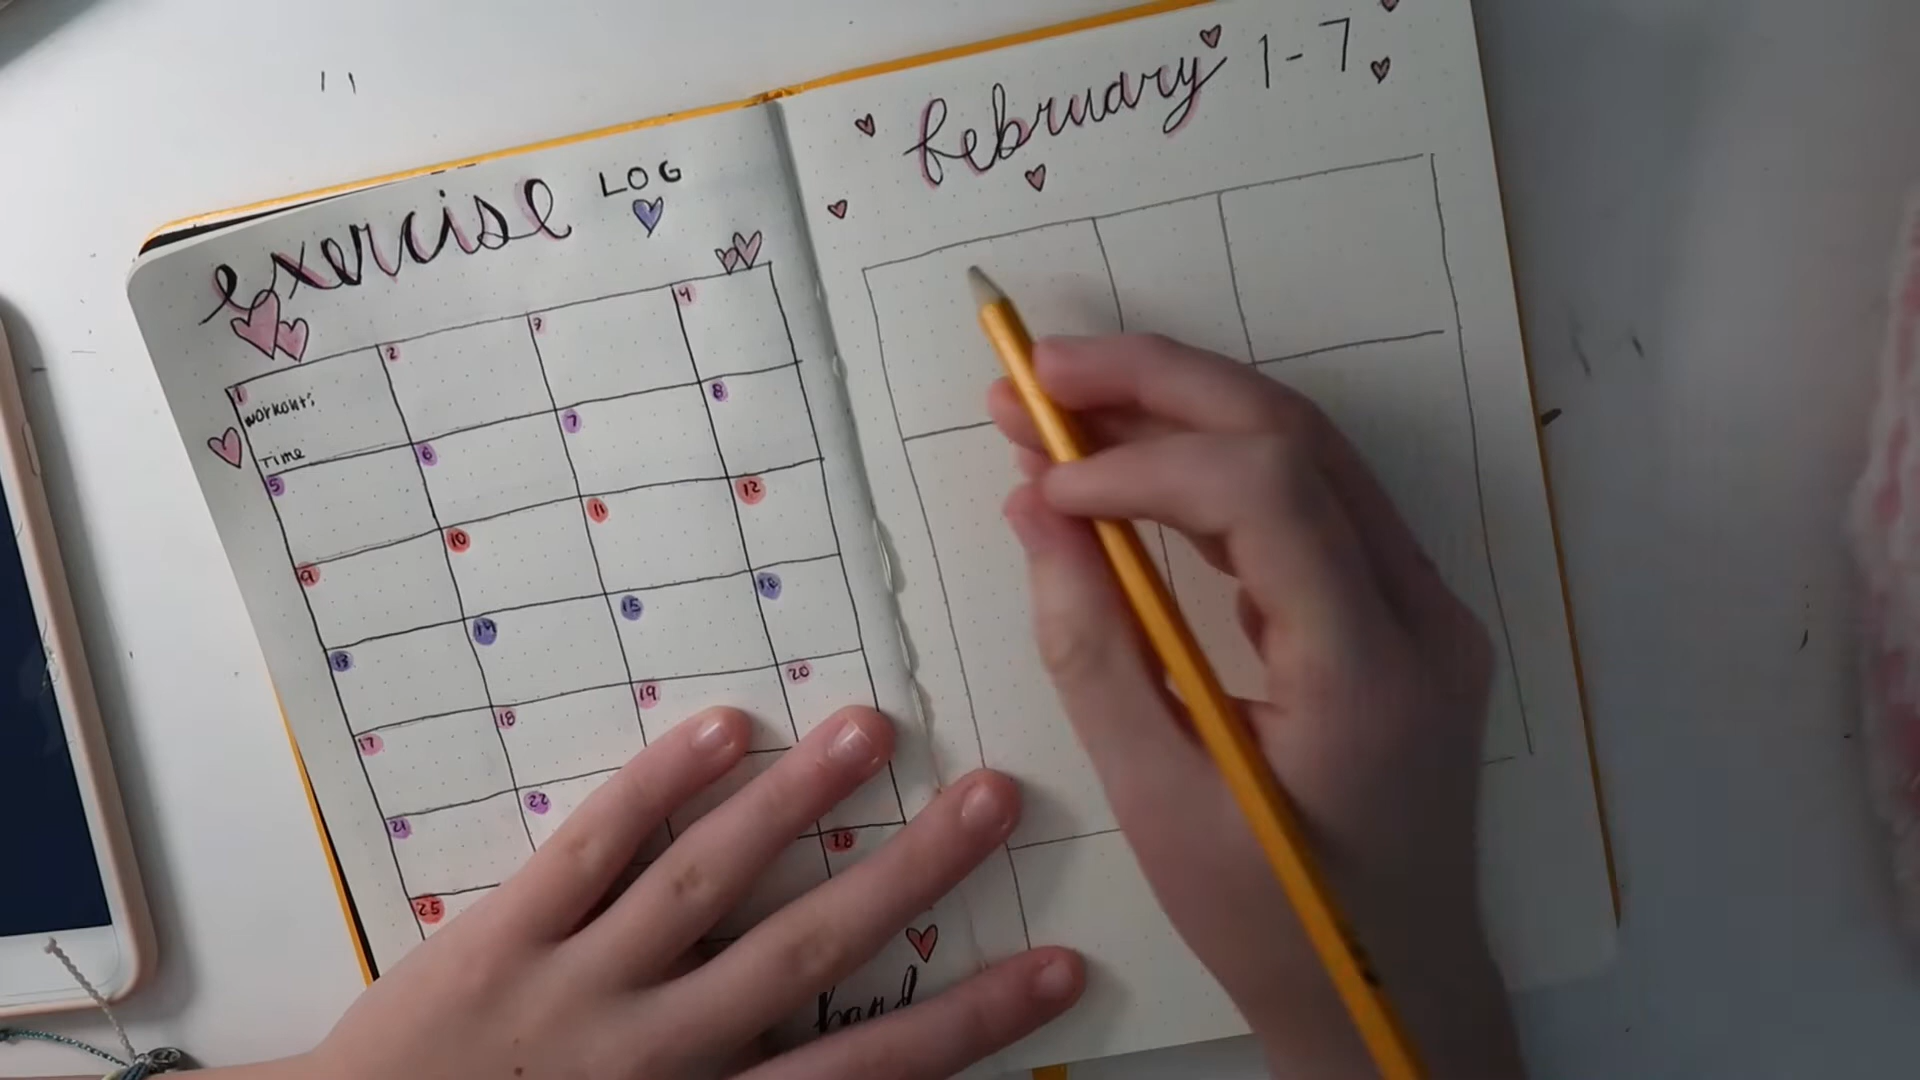 exercise LOG
1 2 3 4
workout:
Time
5 6 7 8
9 10 11 12
13 14 15 16
17 18 19 20
21 22
25 28
hard
february 1-7